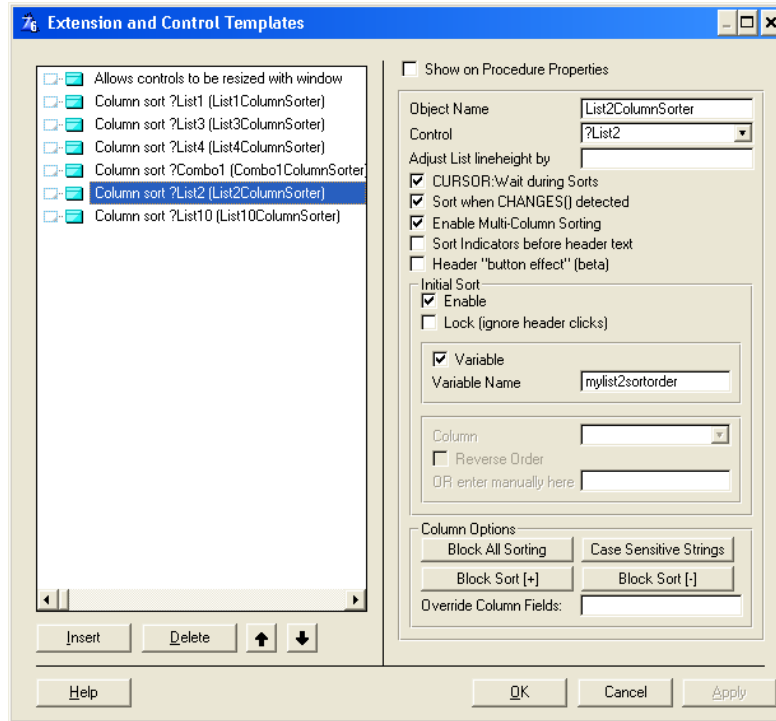 Extension and Control Templates
Allows controls to be resized with window
Column sort ?List1 (List1ColumnSorter)
Column sort ?List3 (List3ColumnSorter)
Column sort ?List4 (List4ColumnSorter)
Column sort ?Combo1 (Combo1ColumnSorter)
Column sort ?List2 (List2ColumnSorter)
Column sort ?List10 (List10ColumnSorter)
Insert
Delete
Show on Procedure Properties
Object Name List2ColumnSorter
Control ?List2
Adjust List lineheight by
CURSOR:Wait during Sorts
Sort when CHANGES() detected
Enable Multi-Column Sorting
Sort Indicators before header text
Header "button effect" (beta)
Initial Sort
Enable
Lock (ignore header clicks)
Variable
Variable Name mylist2sortorder
Column
Reverse Order
OR enter manually here
Column Options
Block All Sorting Case Sensitive Strings
Block Sort [+] Block Sort [-]
Override Column Fields:
Help OK Cancel Apply